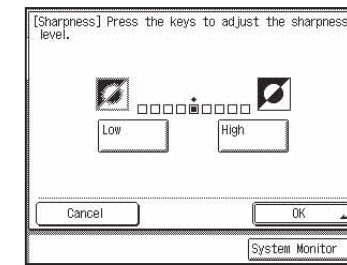 [Sharpness] Press the keys to adjust the sharpness
level.
Low
High
Cancel
OK
System Monitor